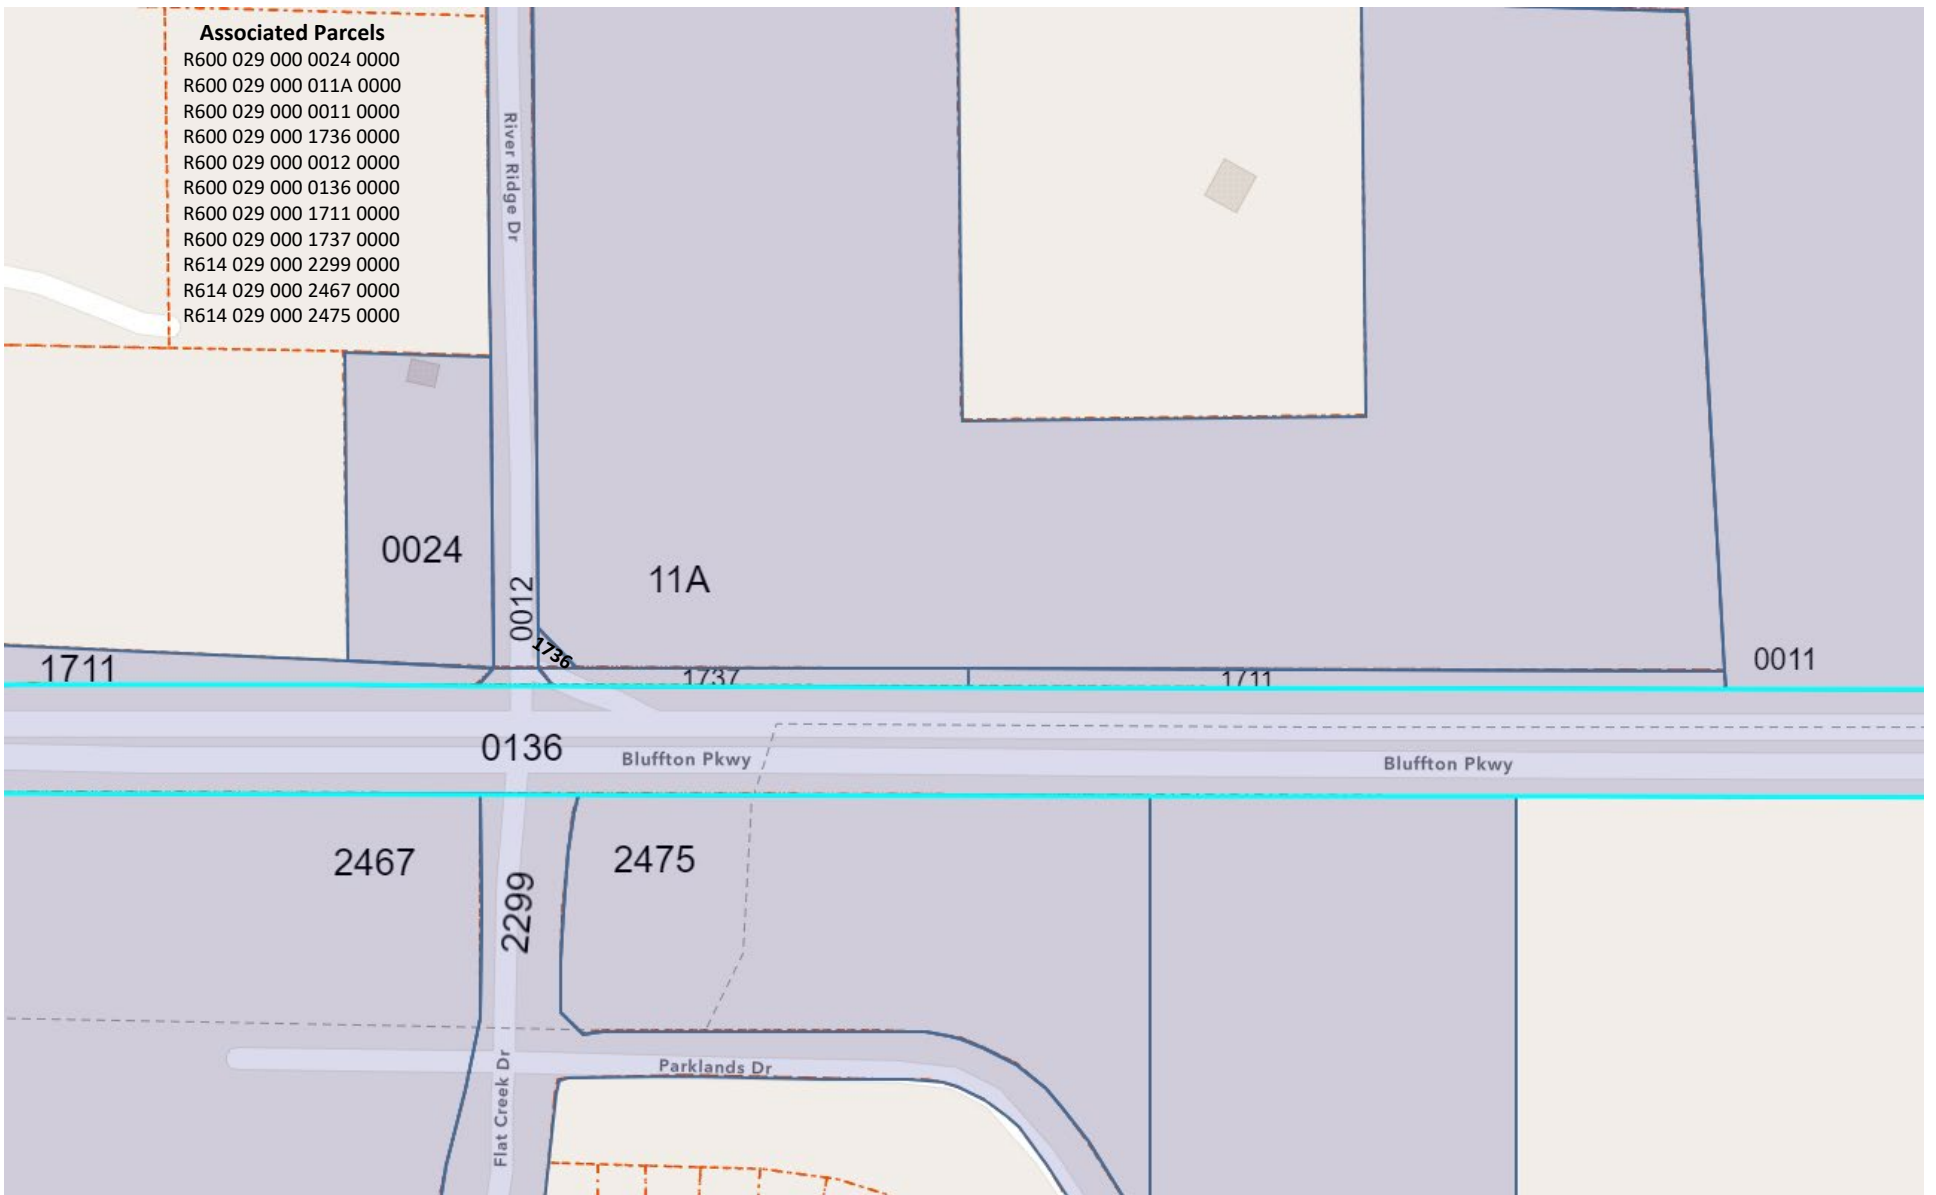 Associated Parcels
R600 029 000 0024 0000
R600 029 000 011A 0000
R600 029 000 0011 0000
R600 029 000 1736 0000
R600 029 000 0012 0000
R600 029 000 0136 0000
R600 029 000 1711 0000
R600 029 000 1737 0000
R614 029 000 2299 0000
R614 029 000 2467 0000
R614 029 000 2475 0000
River Ridge Dr
0024
11A
0012
1736
1711
1737
1711
0011
0136
Bluffton Pkwy
Bluffton Pkwy
2467
2299
2475
Parklands Dr
Flat Creek Dr